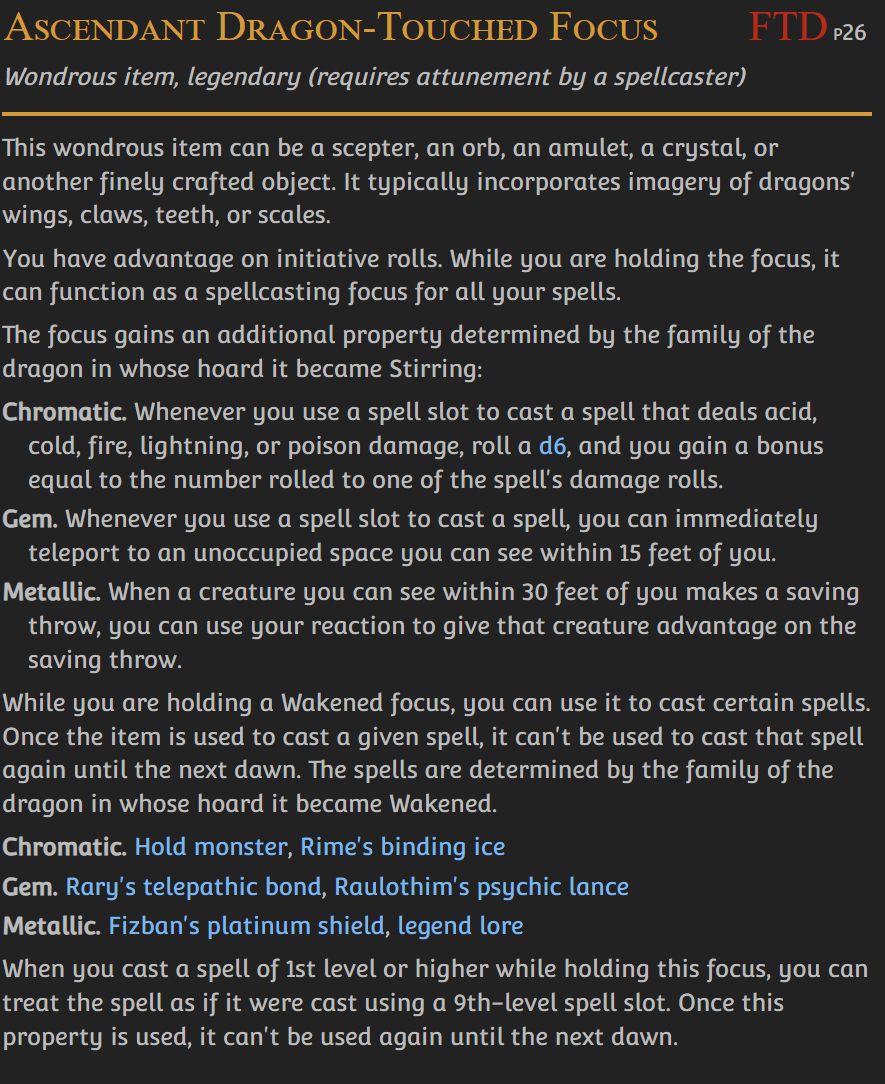 Ascendant Dragon-Touched Focus FTD P26
Wondrous item, legendary (requires attunement by a spellcaster)
This wondrous item can be a scepter, an orb, an amulet, a crystal, or
another finely crafted object. It typically incorporates imagery of dragons'
wings, claws, teeth, or scales.
You have advantage on initiative rolls. While you are holding the focus, it
can function as a spellcasting focus for all your spells.
The focus gains an additional property determined by the family of the
dragon in whose hoard it became Stirring:
Chromatic. Whenever you use a spell slot to cast a spell that deals acid,
cold, fire, lightning, or poison damage, roll a d6, and you gain a bonus
equal to the number rolled to one of the spell's damage rolls.
Gem. Whenever you use a spell slot to cast a spell, you can immediately
teleport to an unoccupied space you can see within 15 feet of you.
Metallic. When a creature you can see within 30 feet of you makes a saving
throw, you can use your reaction to give that creature advantage on the
saving throw.
While you are holding a Wakened focus, you can use it to cast certain spells.
Once the item is used to cast a given spell, it can't be used to cast that spell
again until the next dawn. The spells are determined by the family of the
dragon in whose hoard it became Wakened.
Chromatic. Hold monster, Rime's binding ice
Gem. Rary's telepathic bond, Raulothim's psychic lance
Metallic. Fizban's platinum shield, legend lore
When you cast a spell of 1st level or higher while holding this focus, you can
treat the spell as if it were cast using a 9th-level spell slot. Once this
property is used, it can't be used again until the next dawn.